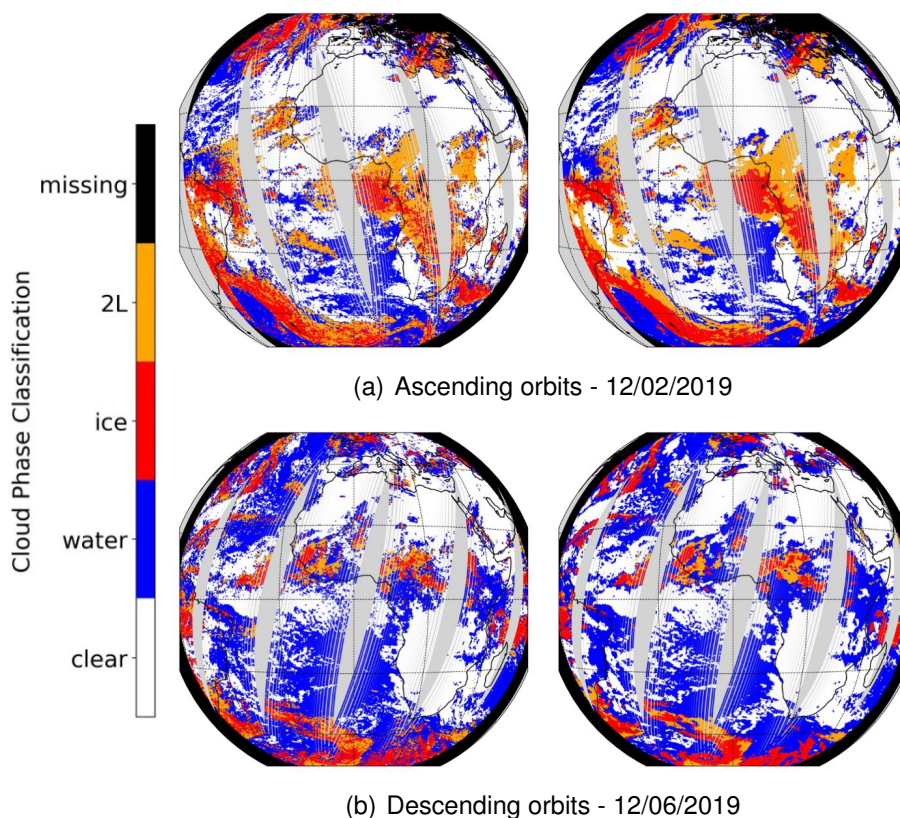 Cloud Phase Classification
missing
2L
ice
water
clear
(a) Ascending orbits - 12/02/2019
(b) Descending orbits - 12/06/2019